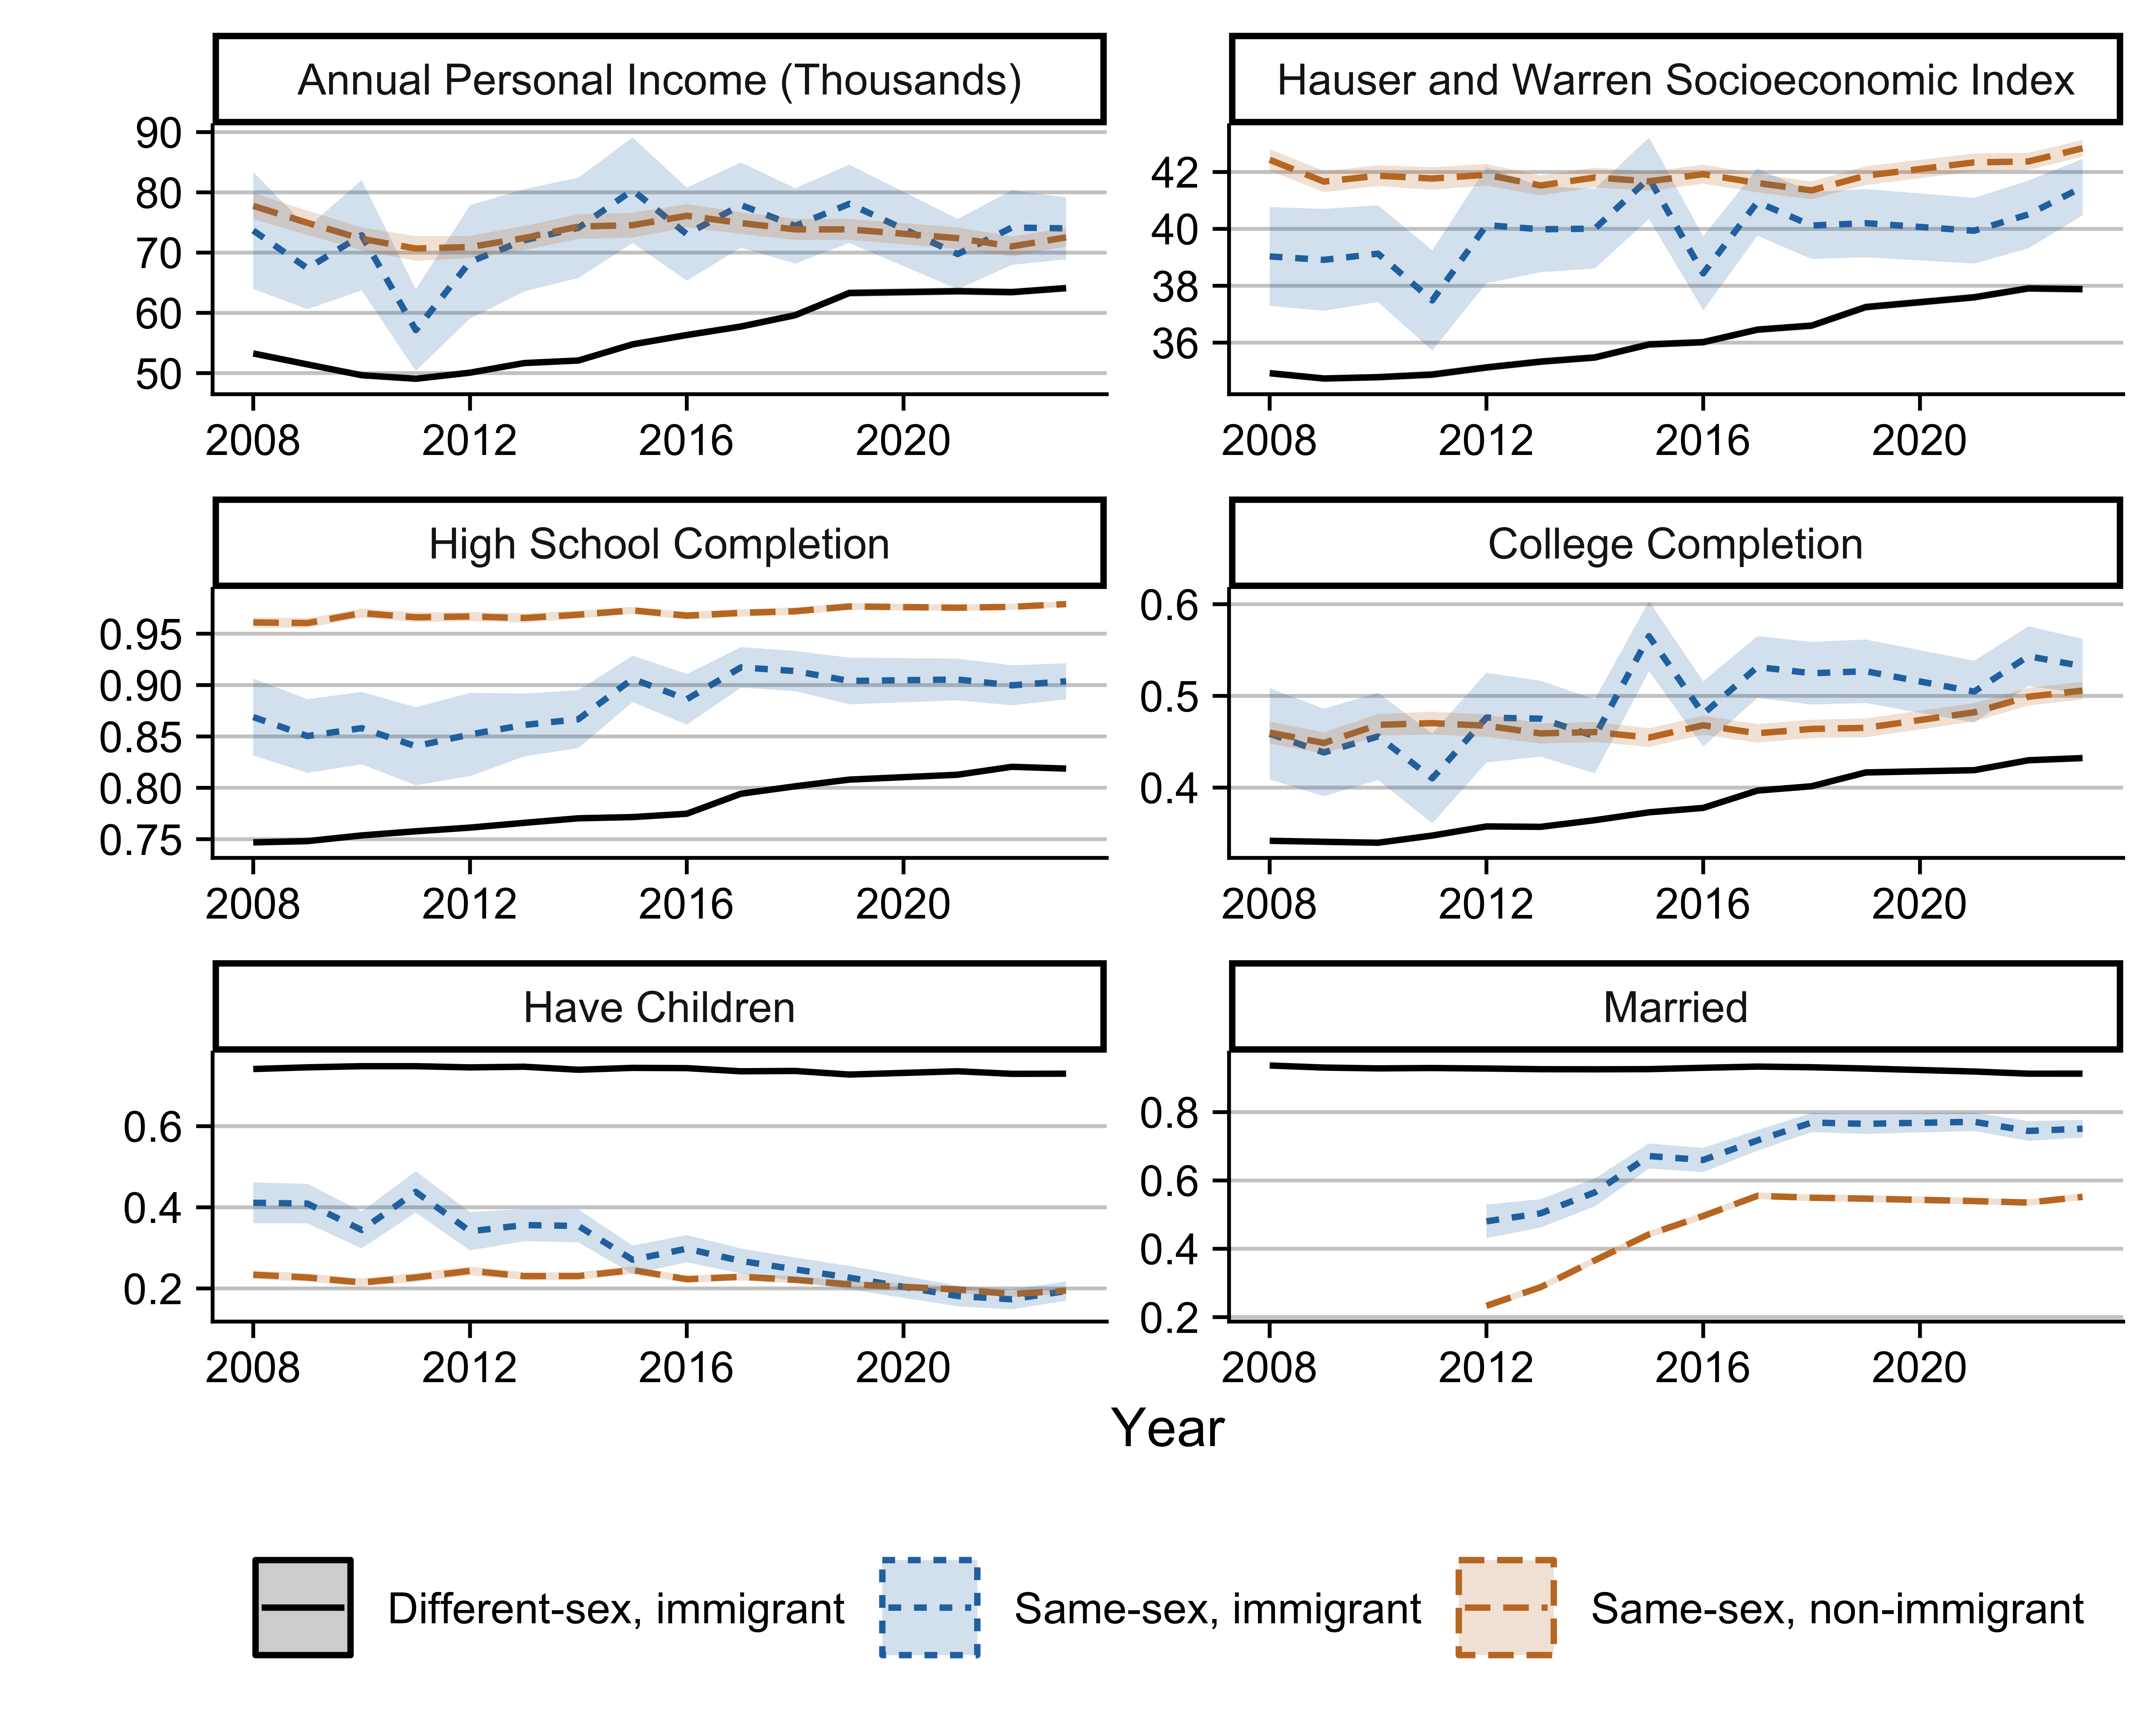 Annual Personal Income (Thousands)
Hauser and Warren Socioeconomic Index
90
80
70
60
50
42
40
38
36
2008 2012 2016 2020
2008 2012 2016 2020
High School Completion
College Completion
0.95
0.90
0.85
0.80
0.75
0.6
0.5
0.4
2008 2012 2016 2020
2008 2012 2016 2020
Have Children
Married
0.6
0.4
0.2
0.8
0.6
0.4
0.2
2008 2012 2016 2020
2008 2012 2016 2020
Year
Different-sex, immigrant
Same-sex, immigrant
Same-sex, non-immigrant